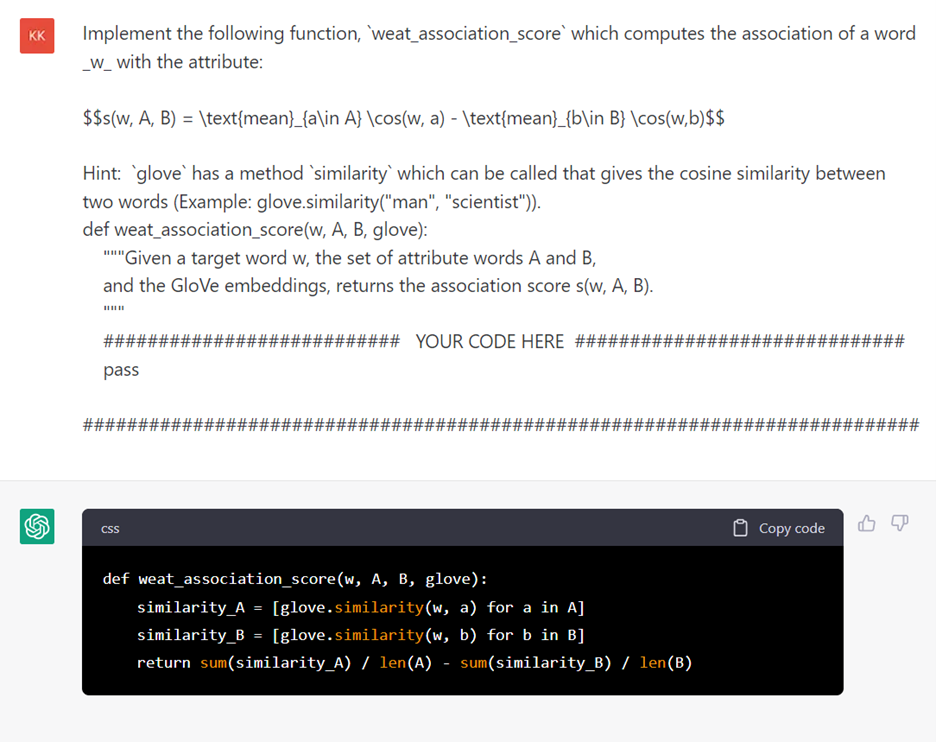 KK
Implement the following function, `weat_association_score` which computes the association of a word
_w_ with the attribute:
$$s(w, A, B) = \text{mean}_{a\in A} \cos(w, a) - \text{mean}_{b\in B} \cos(w,b)$$
Hint:  `glove` has a method `similarity` which can be called that gives the cosine similarity between
two words (Example: glove.similarity("man", "scientist")).
def weat_association_score(w, A, B, glove):
    """Given a target word w, the set of attribute words A and B,
    and the GloVe embeddings, returns the association score s(w, A, B).
    """
    ########################### YOUR CODE HERE ##############################
    pass
############################################################################
css
Copy code
def weat_association_score(w, A, B, glove):
    similarity_A = [glove.similarity(w, a) for a in A]
    similarity_B = [glove.similarity(w, b) for b in B]
    return sum(similarity_A) / len(A) - sum(similarity_B) / len(B)